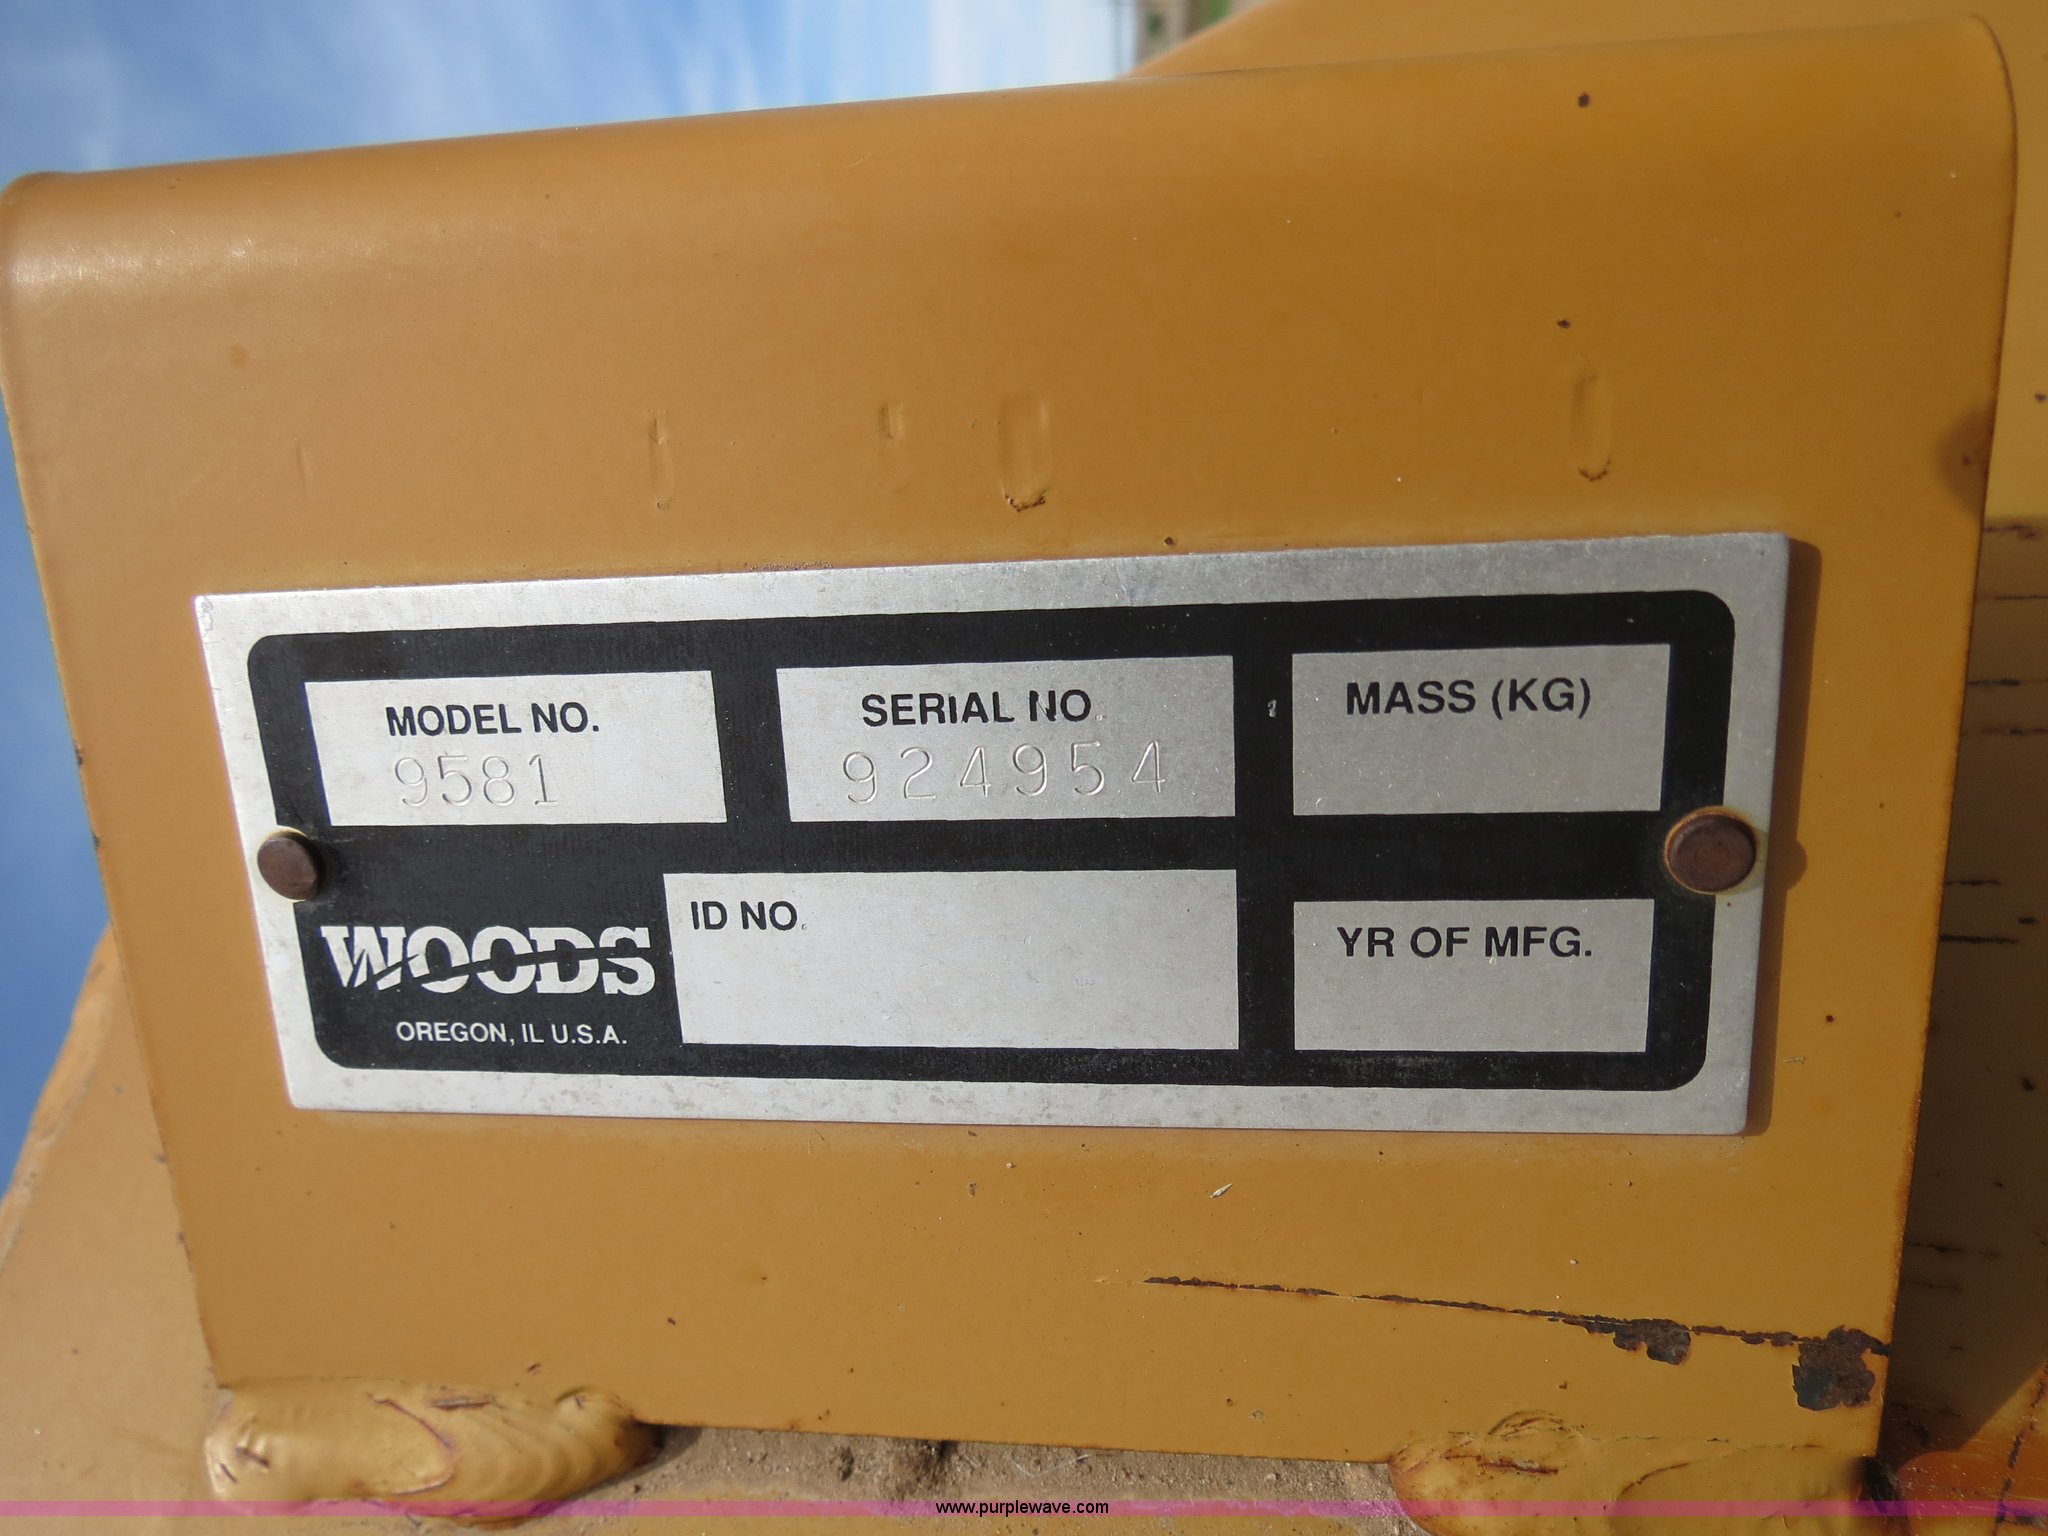 MODEL NO.
9581
SERIAL NO.
924954
MASS (KG)
WOODS
OREGON, IL U.S.A.
ID NO.
YR OF MFG.
www.purplewave.com